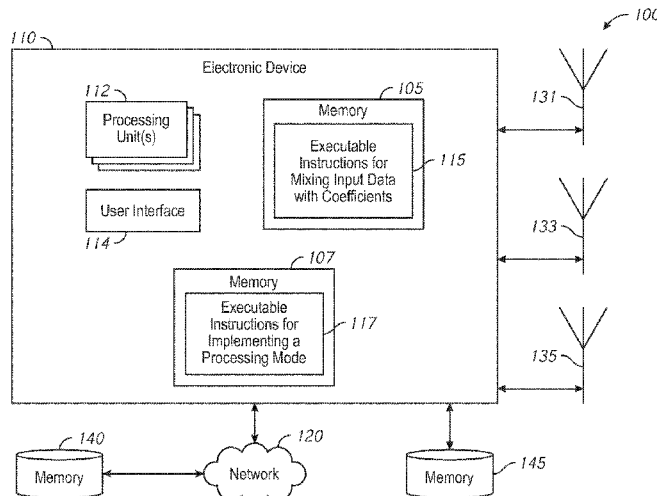 100
110
Electronic Device
112
Processing
Unit(s)
105
Memory
Executable
Instructions for
Mixing Input Data
with Coefficients
115
131
User Interface
114
133
107
Memory
Executable
Instructions for
Implementing a
Processing Mode
117
135
140
Memory
120
Network
Memory
145